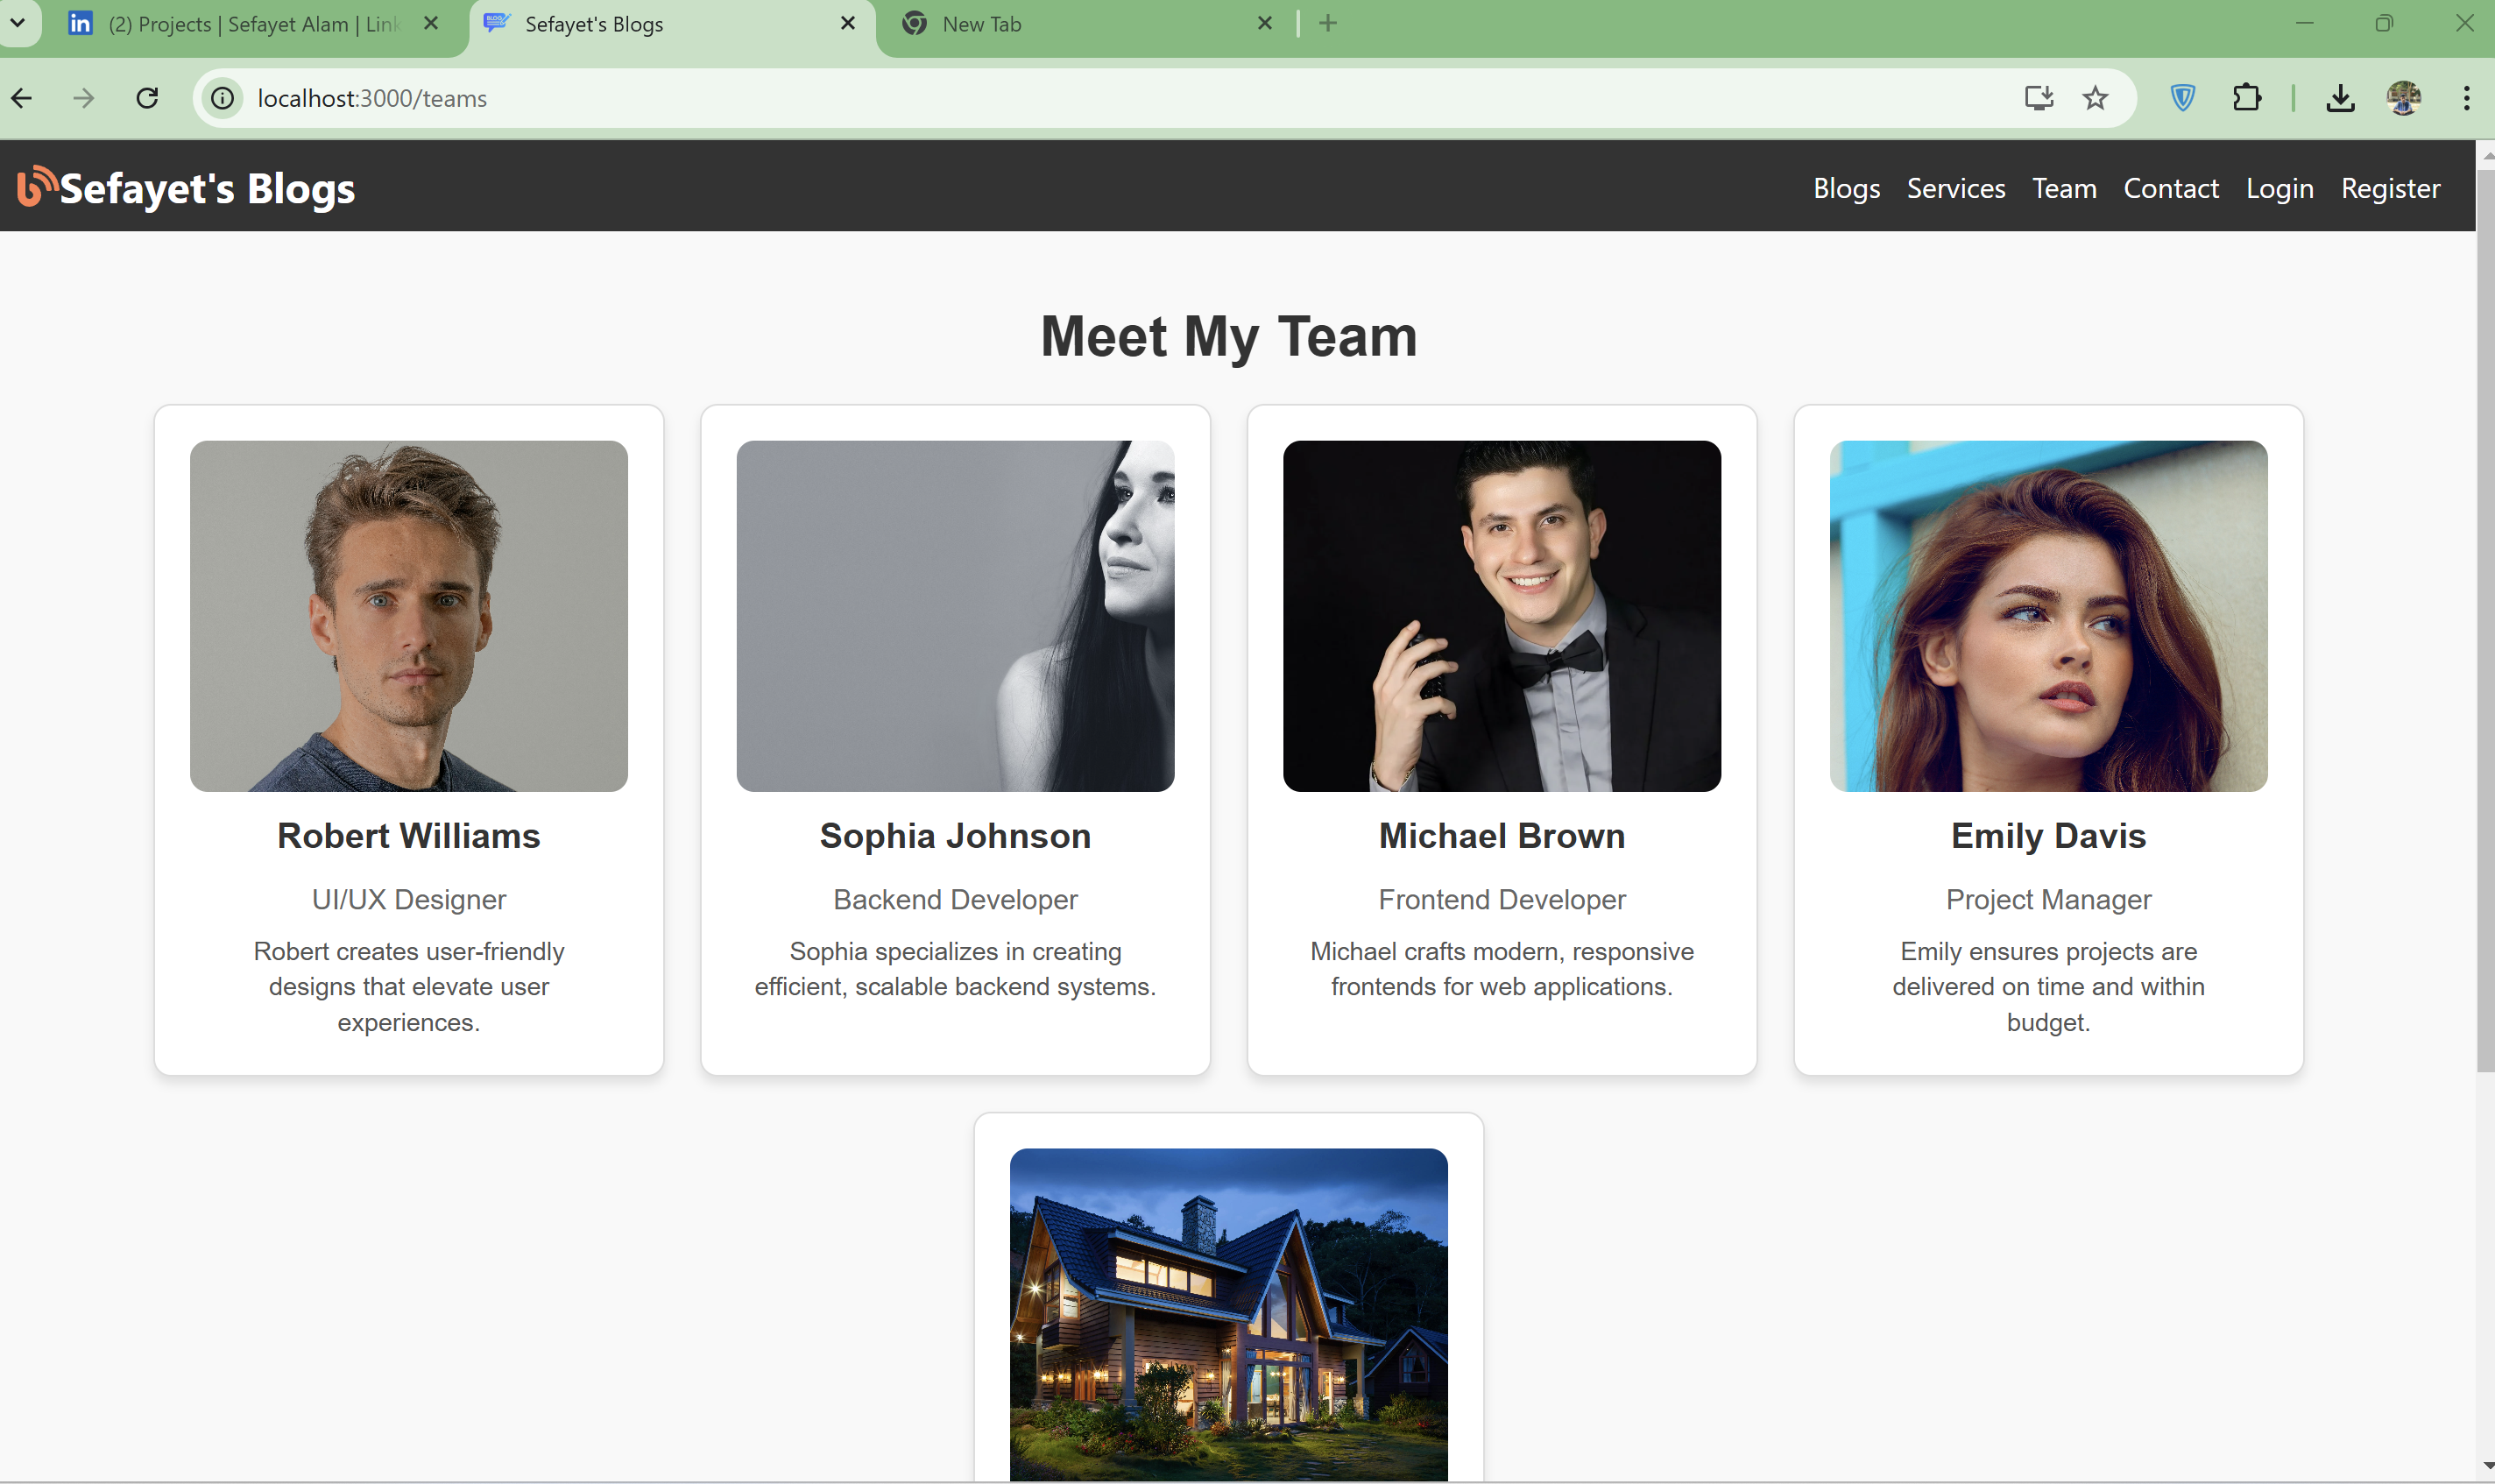 (2) Projects | Sefayet Alam | Link
Sefayet's Blogs
New Tab
localhost:3000/teams
Sefayet's Blogs
Blogs Services Team Contact Login Register
Meet My Team
Robert Williams
UI/UX Designer
Robert creates user-friendly
designs that elevate user
experiences.
Sophia Johnson
Backend Developer
Sophia specializes in creating
efficient, scalable backend systems.
Michael Brown
Frontend Developer
Michael crafts modern, responsive
frontends for web applications.
Emily Davis
Project Manager
Emily ensures projects are
delivered on time and within
budget.